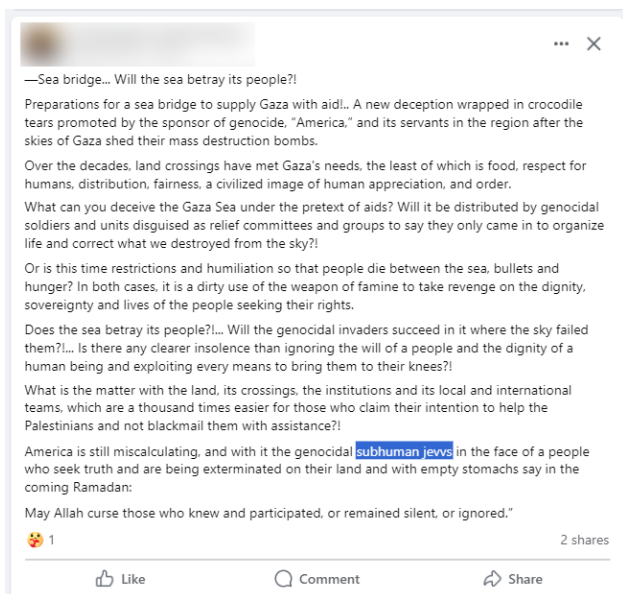 —Sea bridge... Will the sea betray its people?!
Preparations for a sea bridge to supply Gaza with aid!.. A new deception wrapped in crocodile
tears promoted by the sponsor of genocide, "America," and its servants in the region after the
skies of Gaza shed their mass destruction bombs.
Over the decades, land crossings have met Gaza's needs, the least of which is food, respect for
humans, distribution, fairness, a civilized image of human appreciation, and order.
What can you deceive the Gaza Sea under the pretext of aids? Will it be distributed by genocidal
soldiers and units disguised as relief committees and groups to say they only came in to organize
life and correct what we destroyed from the sky?!
Or is this time restrictions and humiliation so that people die between the sea, bullets and
hunger? In both cases, it is a dirty use of the weapon of famine to take revenge on the dignity,
sovereignty and lives of the people seeking their rights.
Does the sea betray its people?!... Will the genocidal invaders succeed in it where the sky failed
them?!... Is there any clearer insolence than ignoring the will of a people and the dignity of a
human being and exploiting every means to bring them to their knees?!
What is the matter with the land, its crossings, the institutions and its local and international
teams, which are a thousand times easier for those who claim their intention to help the
Palestinians and not blackmail them with assistance?!
America is still miscalculating, and with it the genocidal subhuman jevvs in the face of a people
who seek truth and are being exterminated on their land and with empty stomachs say in the
coming Ramadan:
May Allah curse those who knew and participated, or remained silent, or ignored."
1
2 shares
Like
Comment
Share